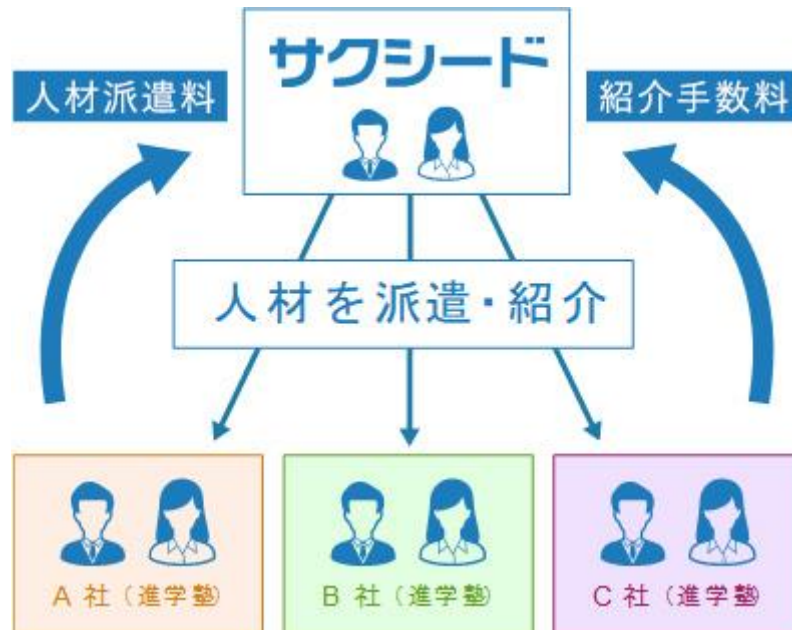 サクシード
人材派遣料
紹介手数料
人材を派遣・紹介
A 社（進学塾）
B 社（進学塾）
C 社（進学塾）